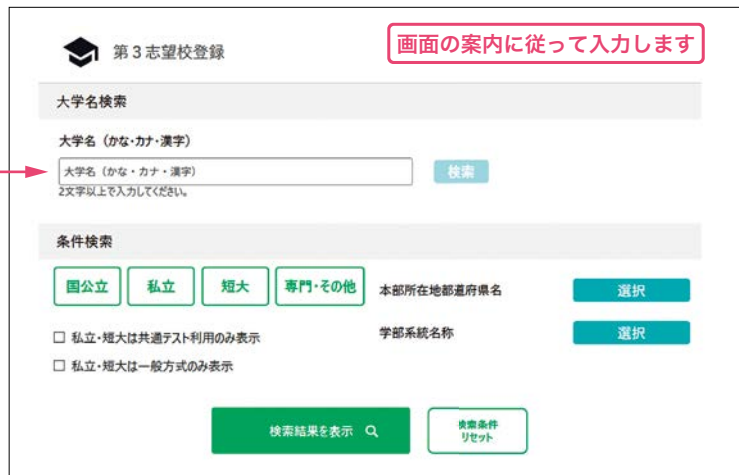 第3志望校登録
画面の案内に従って入力します
大学名検索
大学名（かな・カナ・漢字）
大学名（かな・カナ・漢字）
検索
2文字以上で入力してください。
条件検索
国公立 私立 短大 専門・その他
本部所在地都道府県名 選択
□ 私立・短大は共通テスト利用のみ表示
学部系統名称 選択
□ 私立・短大は一般方式のみ表示
検索結果を表示
検索条件
リセット